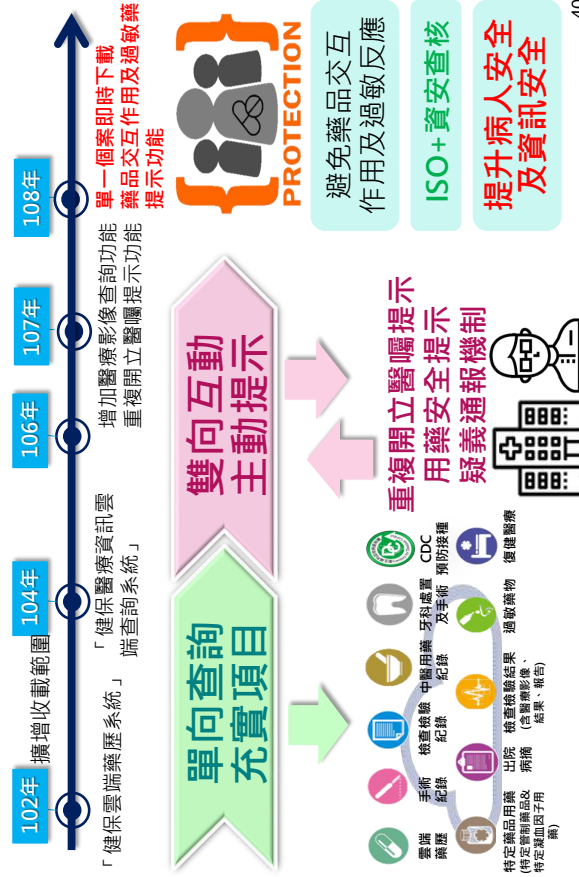 102年
104年
106年
107年
108年
擴增收載範圍
「健保雲端藥歷系統」
「健保醫療資訊雲
端查詢系統」
增加醫療影像查詢功能
重複開立醫囑提示功能
單一個案即時下載
藥品交互作用及過敏藥
提示功能
單向查詢
充實項目
雙向互動
主動提示
PROTECTION
雲端
藥歷
手術
紀錄
檢查檢驗
紀錄
中醫用藥
紀錄
牙科處置
及手術
CDC
預防接種
特定藥品用藥
(特定管制藥品&
特定凝血因子用
藥)
出院
病摘
檢查檢驗結果
(含醫療影像、
結果、報告)
過敏藥物
復健醫療
重複開立醫囑提示
用藥安全提示
疑義通報機制
避免藥品交互
作用及過敏反應
ISO+資安查核
提升病人安全
及資訊安全